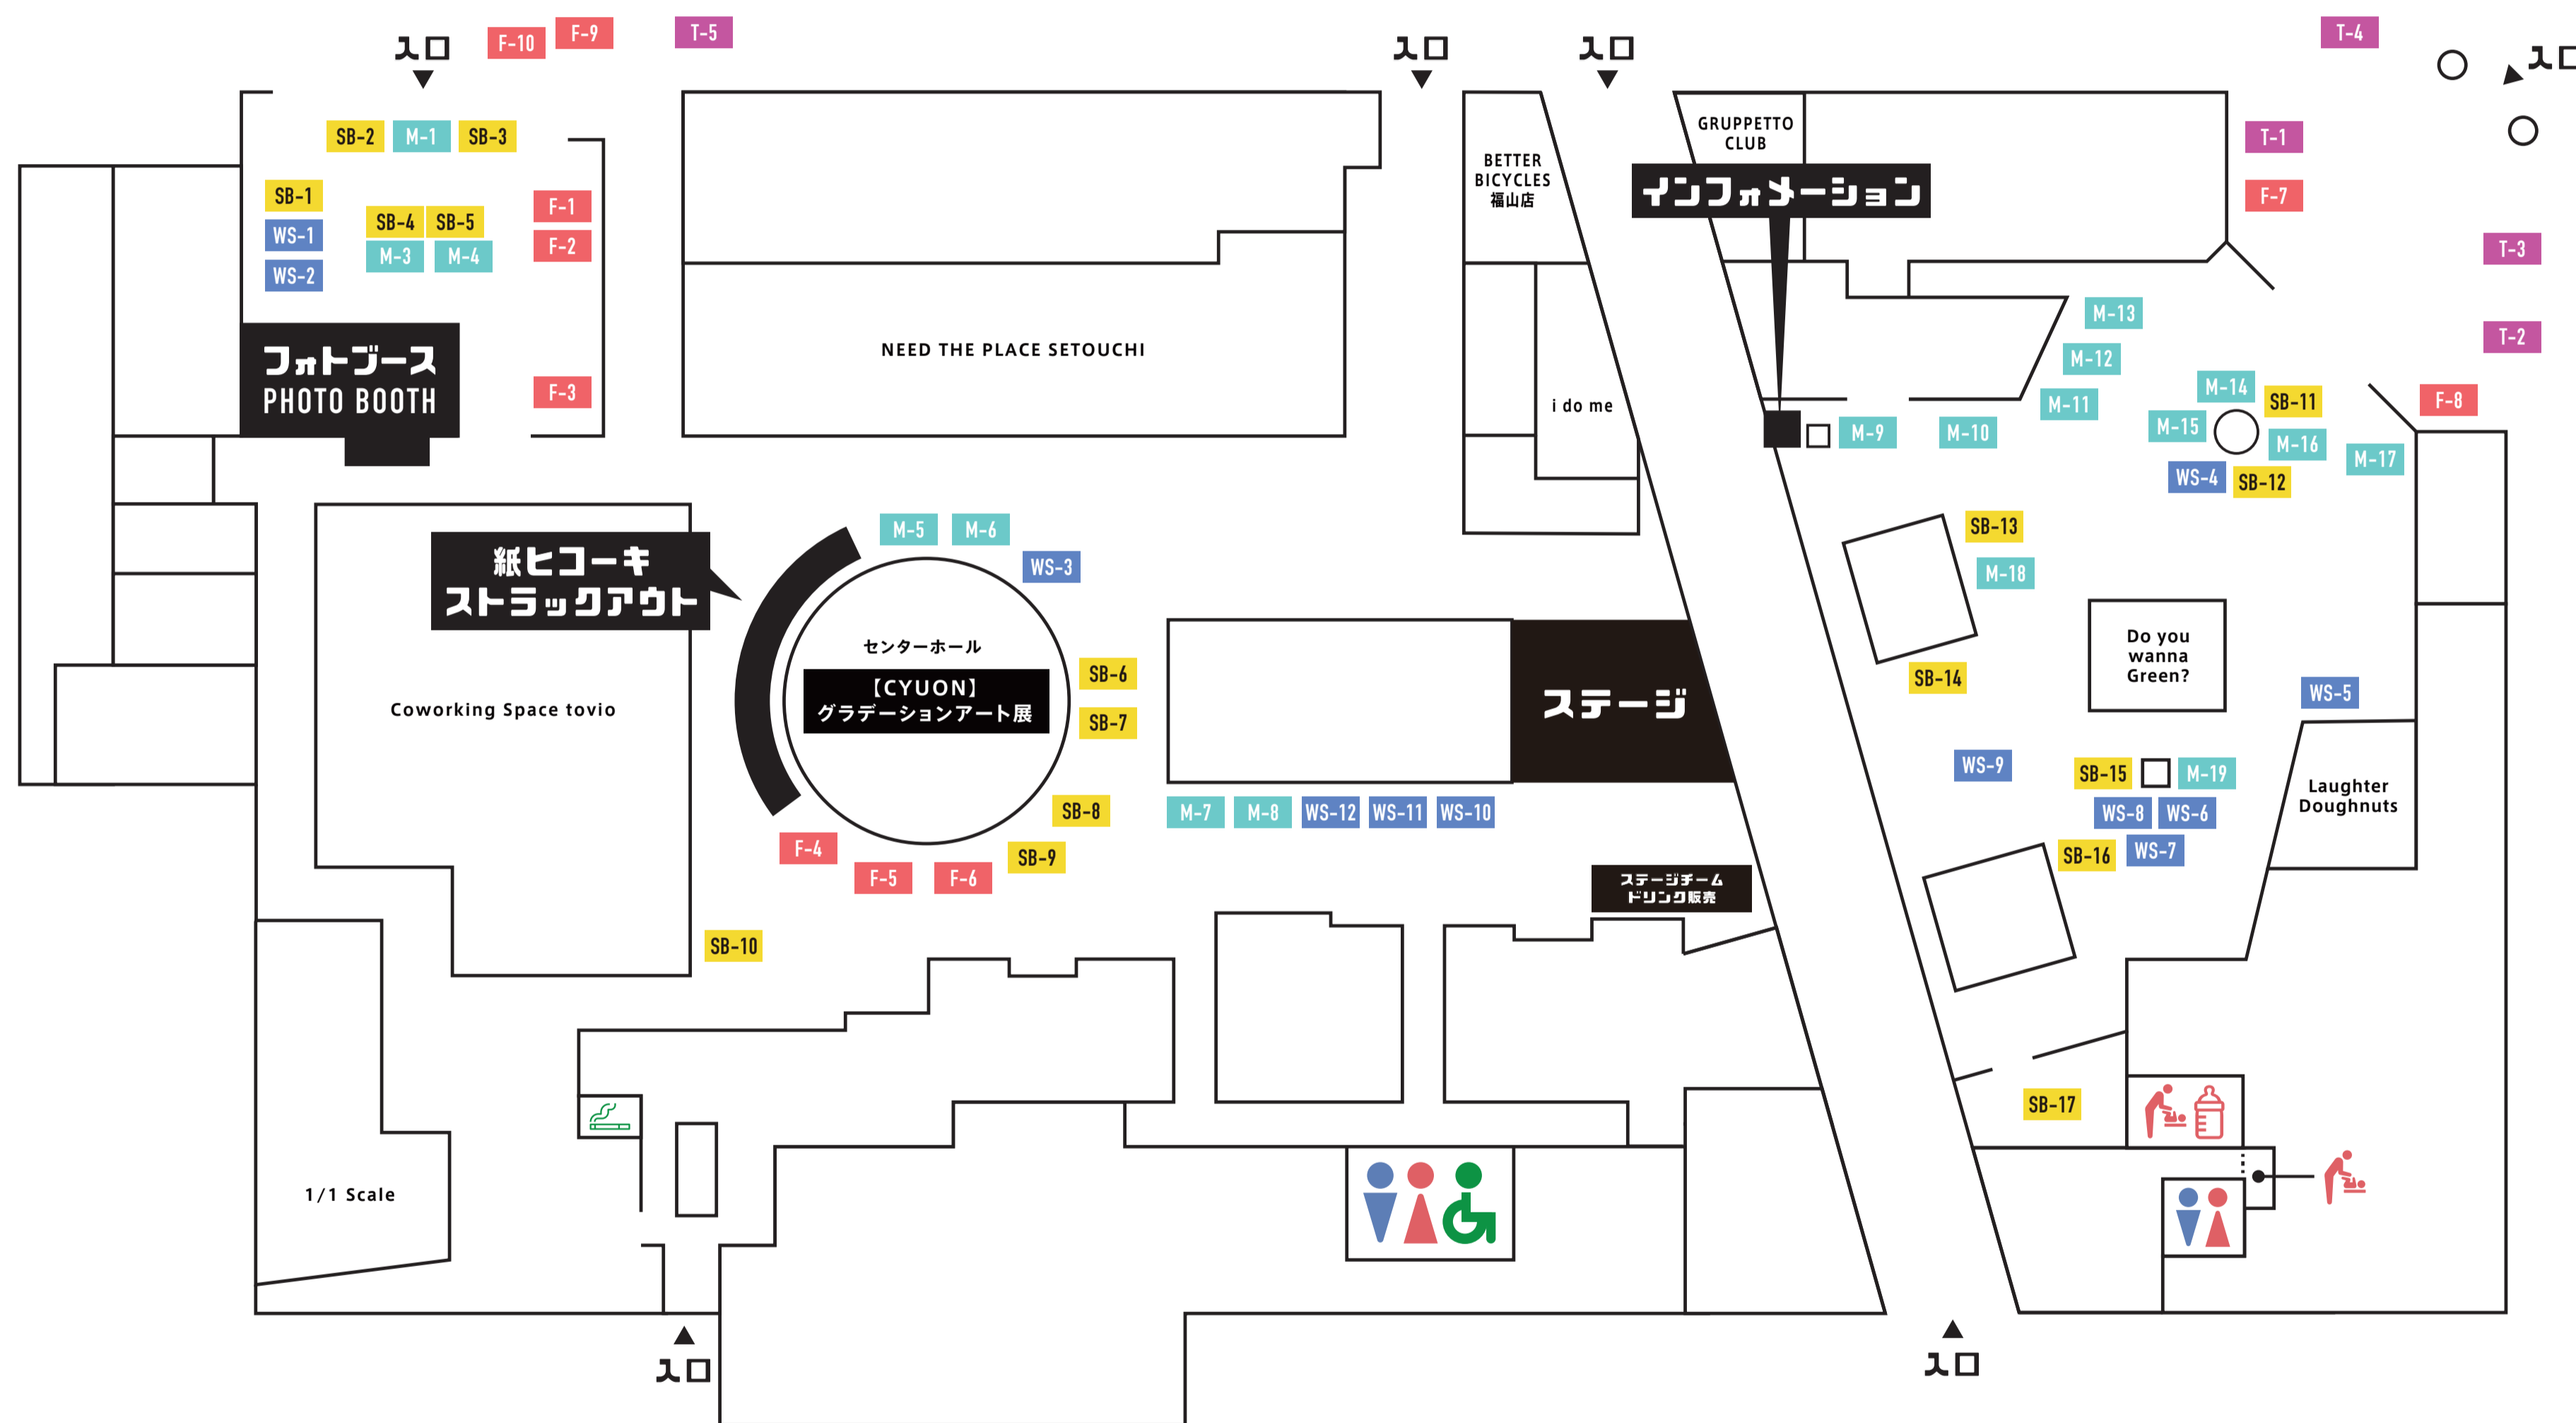 入口
F-10
F-9
T-5
入口
入口
T-4
入口
SB-2
M-1
SB-3
SB-1
WS-1
WS-2
SB-4
SB-5
M-3
M-4
F-1
F-2
F-3
フォトブース
PHOTO BOOTH
NEED THE PLACE SETOUCHI
BETTER
BICYCLES
福山店
i do me
GRUPPETTO
CLUB
インフォメーション
T-1
F-7
T-3
T-2
M-13
M-12
M-11
M-9
M-10
M-14
SB-11
M-15
M-16
WS-4
SB-12
M-17
F-8
紙ヒコーキ
ストラックアウト
Coworking Space tovio
M-5
M-6
WS-3
センターホール
【CYUON】
グラデーションアート展
SB-6
SB-7
SB-8
SB-9
F-4
F-5
F-6
SB-10
ステージ
M-7
M-8
WS-12
WS-11
WS-10
ステージチーム
ドリンク販売
SB-13
M-18
SB-14
Do you
wanna
Green?
WS-5
WS-9
SB-15
M-19
WS-8
WS-6
SB-16
WS-7
Laughter
Doughnuts
SB-17
1/1 Scale
入口
入口